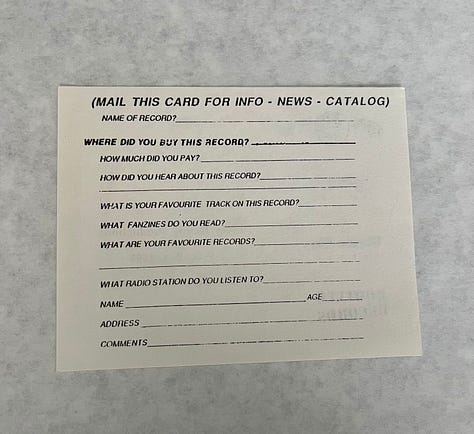 (MAIL THIS CARD FOR INFO - NEWS - CATALOG)
NAME OF RECORD?
WHERE DID YOU BUY THIS RECORD?
HOW MUCH DID YOU PAY?
HOW DID YOU HEAR ABOUT THIS RECORD?
WHAT IS YOUR FAVOURITE TRACK ON THIS RECORD?
WHAT FANZINES DO YOU READ?
WHAT ARE YOUR FAVOURITE RECORDS?
WHAT RADIO STATION DO YOU LISTEN TO?
NAME AGE
ADDRESS
COMMENTS